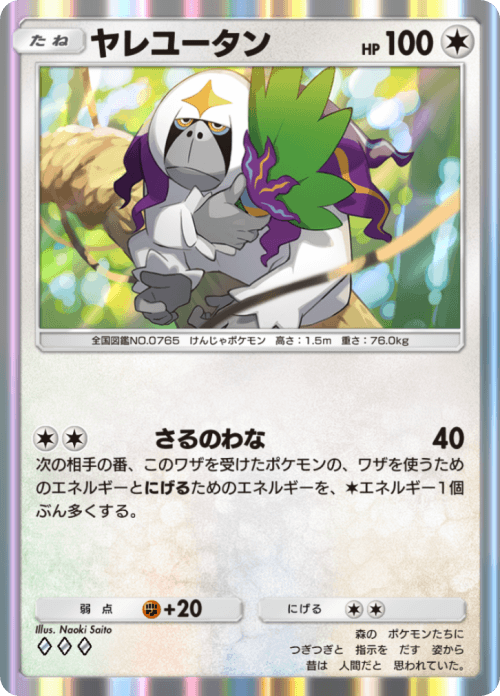 たね ヤレユータン HP 100
全国図鑑NO.0765 けんじゃポケモン 高さ：1.5m 重さ：76.0kg
さるのわな 40
次の相手の番、このワザを受けたポケモンの、ワザを使うため
のエネルギーとにげるためのエネルギーを、エネルギー1個
ぶん多くする。
弱点 +20 にげる
Illus. Naoki Saito
森の ポケモンたちに
つぎつぎと 指示を だす 姿から
昔は 人間だと 思われていた。